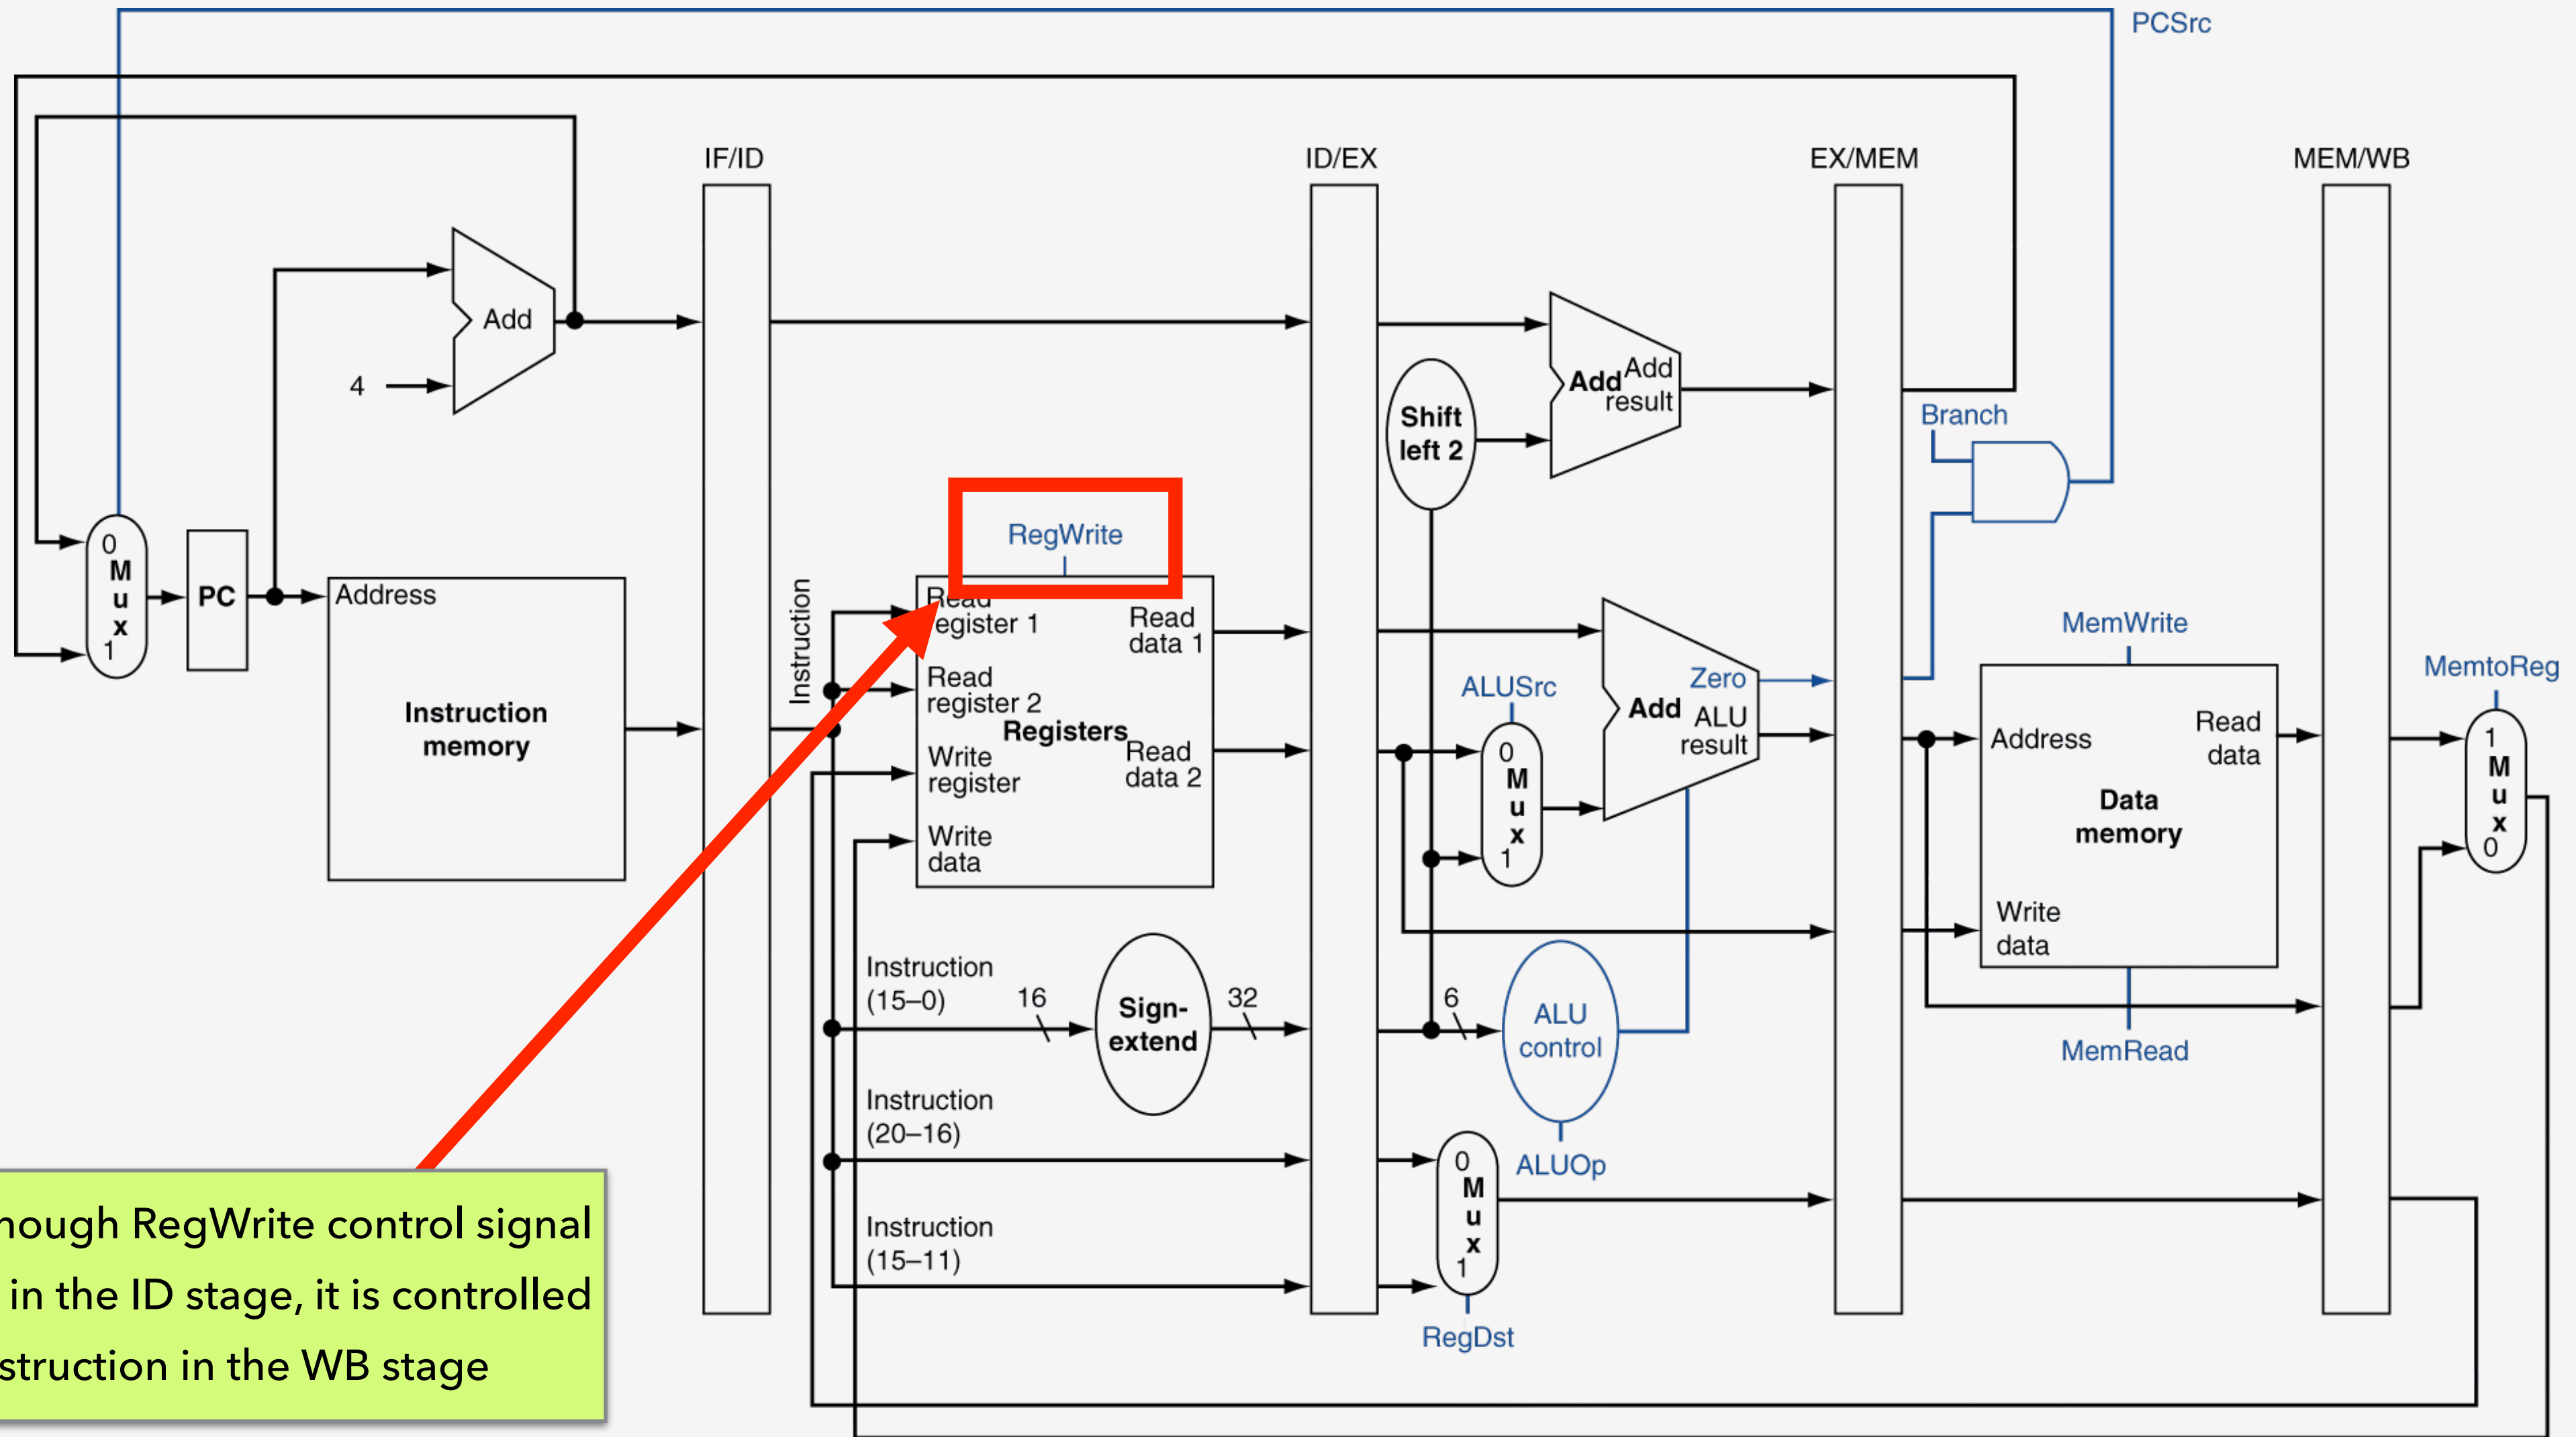 PCSrc
IF/ID
ID/EX
EX/MEM
MEM/WB
Add
4
Add
Add
result
Shift
left 2
Branch
RegWrite
0
M
u
x
1
PC
Address
Instruction
memory
Instruction
Read
register 1
Read
register 2
Write
register
Write
data
Registers
Read
data 1
Read
data 2
ALUSrc
0
M
u
x
1
Zero
Add
ALU
result
MemWrite
Address
Read
data
Data
memory
Write
data
MemRead
MemtoReg
1
M
u
x
0
Instruction
(15–0)
16
Sign-
extend
32
6
ALU
control
ALUOp
Instruction
(20–16)
Instruction
(15–11)
0
M
u
x
1
RegDst
RegWrite control signal
in the ID stage, it is controlled
in the WB stage